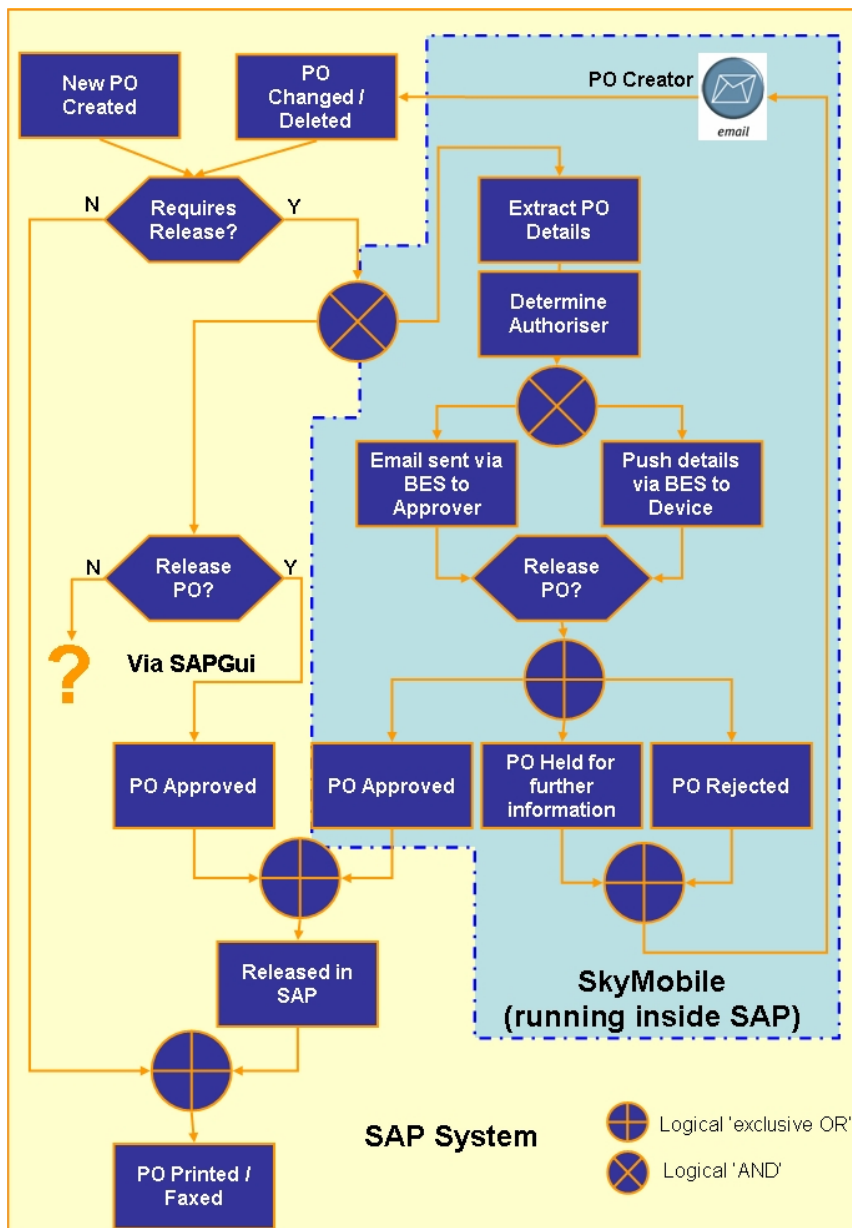 New PO
Created
PO
Changed /
Deleted
PO Creator
email
N
Requires
Release?
Y
Extract PO
Details
Determine
Authoriser
Email sent via
BES to
Approver
Push details
via BES to
Device
N
Release
PO?
Y
Release
PO?
?
Via SAPGui
PO Approved
PO Approved
PO Held for
further
information
PO Rejected
Released in
SAP
SkyMobile
(running inside SAP)
SAP System
Logical 'exclusive OR'
Logical 'AND'
PO Printed /
Faxed